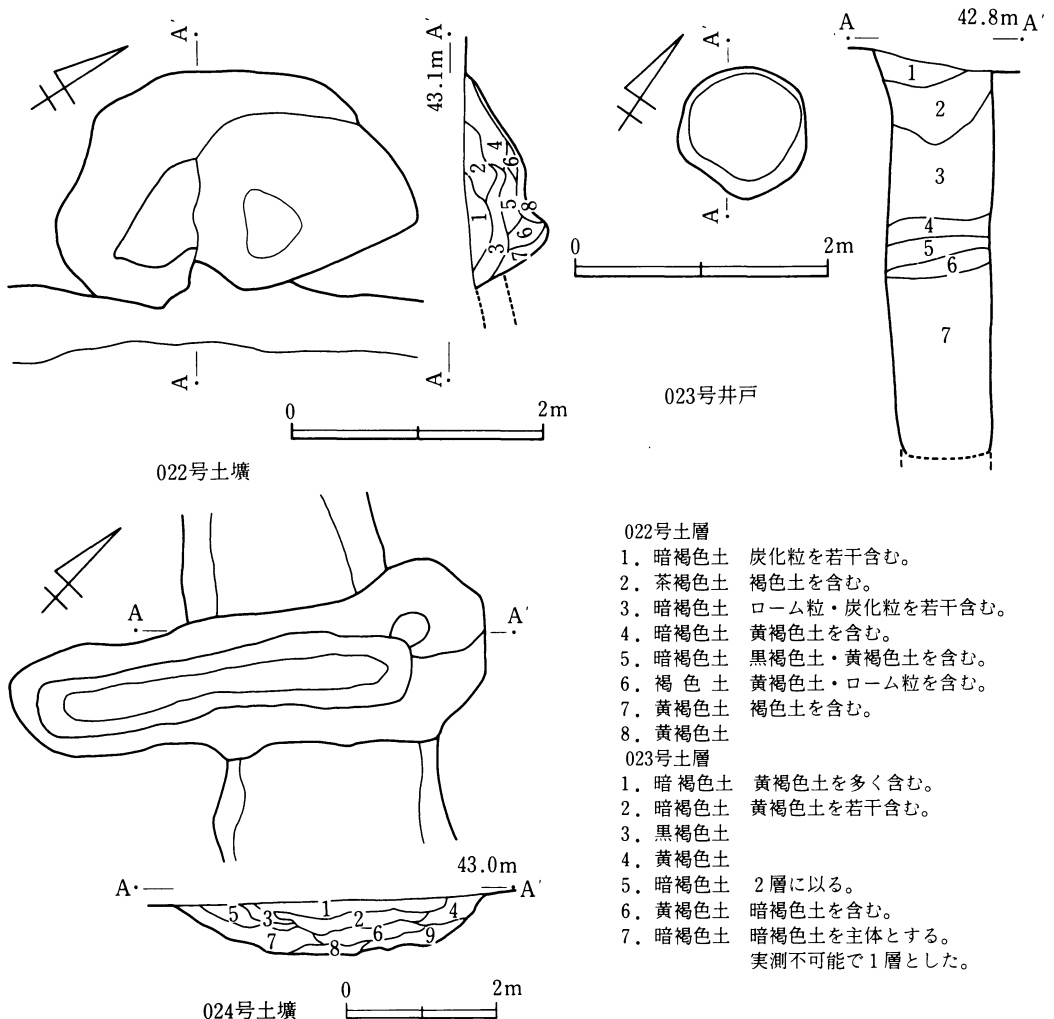 A′
43.1m
A′
1
2
3
4
5
6
6
7
8
A
A
0 2m
022号土壙
A′
A
0 2m
023号井戸
A 42.8m A′
1
2
3
4
5
6
7
A A′
43.0m
A A′
1
2
3
4
5
6
7
8
9
024号土壙 0 2m
022号土層
1. 暗褐色土 炭化粒を若干含む。
2. 茶褐色土 褐色土を含む。
3. 暗褐色土 ローム粒・炭化粒を若干含む。
4. 暗褐色土 黄褐色土を含む。
5. 暗褐色土 黒褐色土・黄褐色土を含む。
6. 褐色土 黄褐色土・ローム粒を含む。
7. 黄褐色土 褐色土を含む。
8. 黄褐色土
023号土層
1. 暗褐色土 黄褐色土を多く含む。
2. 暗褐色土 黄褐色土を若干含む。
3. 黒褐色土
4. 黄褐色土
5. 暗褐色土 2層に以る。
6. 黄褐色土 暗褐色土を含む。
7. 暗褐色土 暗褐色土を主体とする。
実測不可能で1層とした。